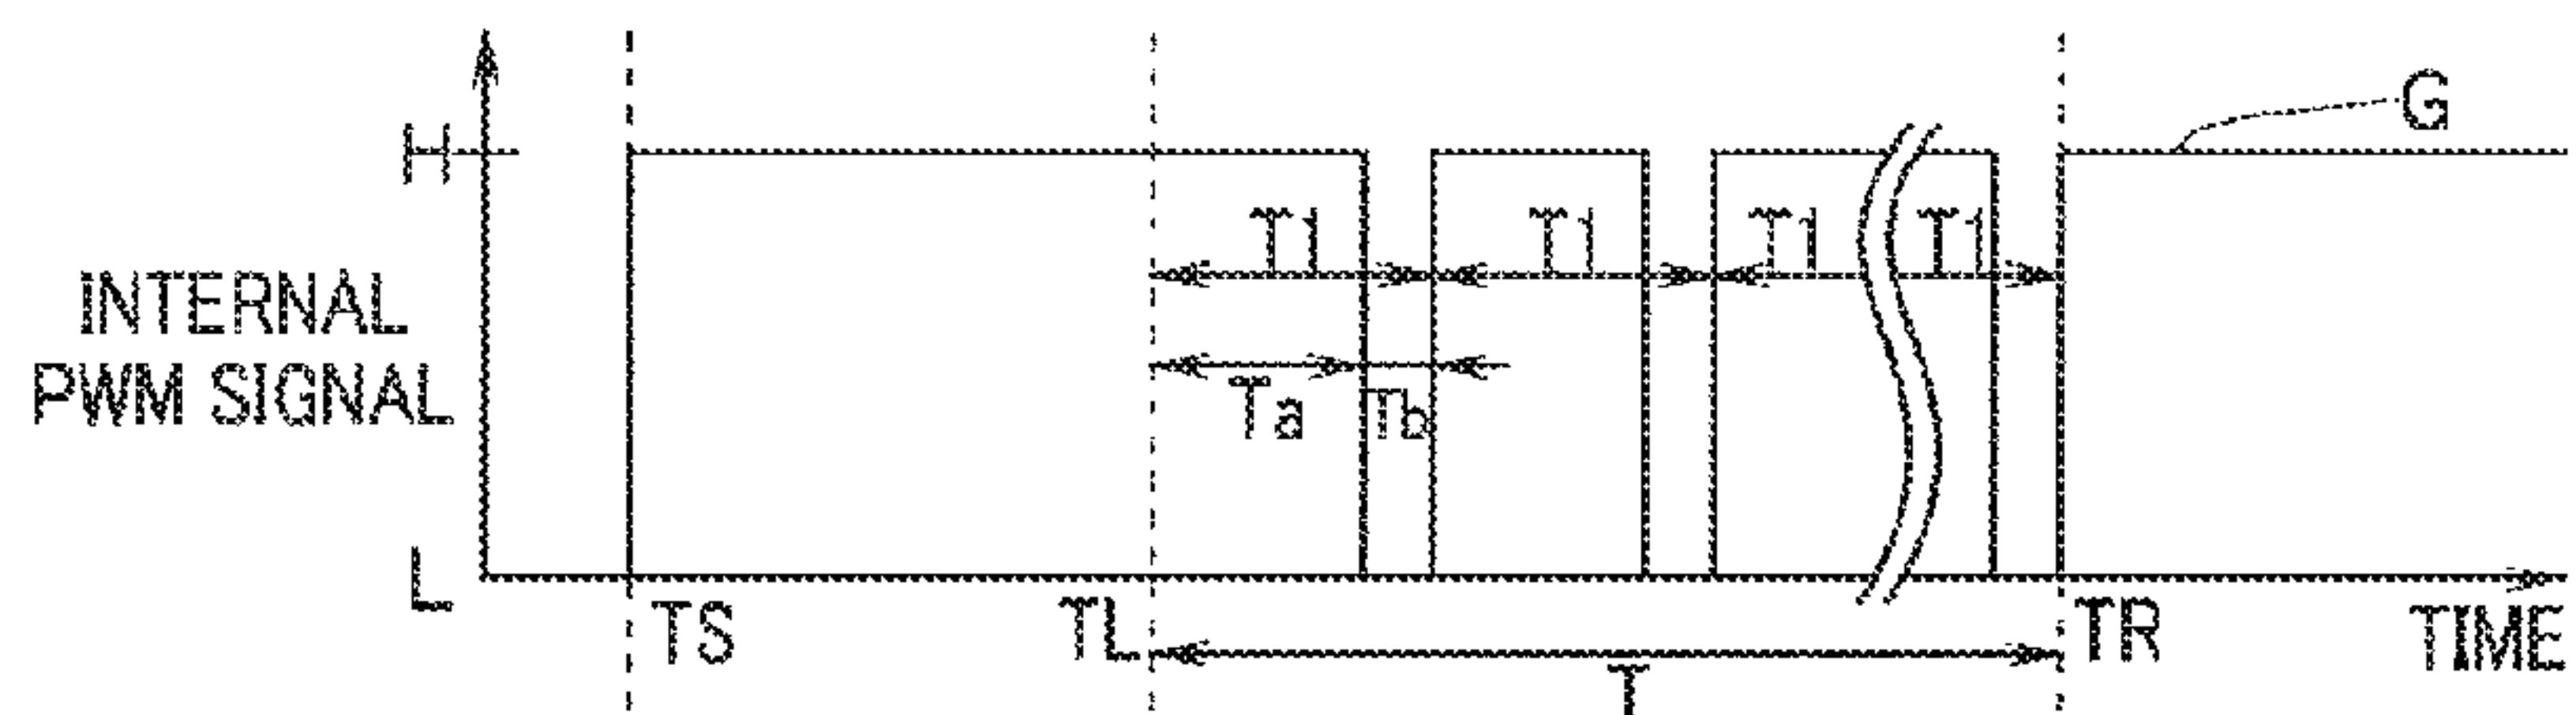 G
H
T1 T1 T1 T1
INTERNAL
PWM SIGNAL
Ta Tb
L
TS TL TR TIME
T